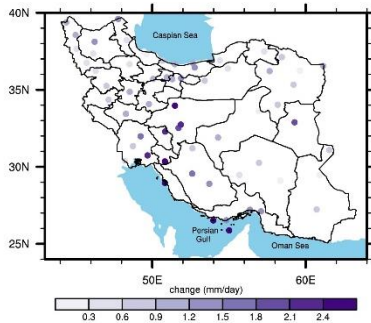 40N
Caspian Sea
35N
30N
Persian
Gulf
Oman Sea
25N
50E 60E
change (mm/day)
0.3 0.6 0.9 1.2 1.5 1.8 2.1 2.4